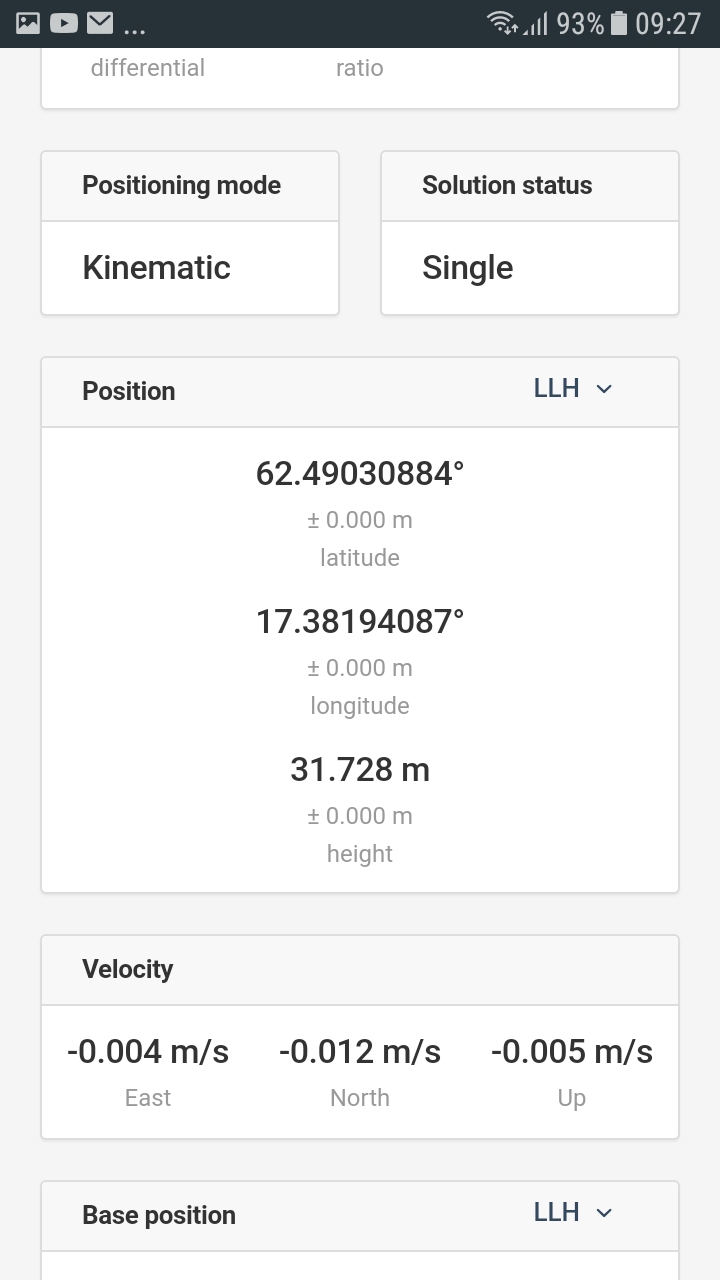 ... 93% 09:27
differential ratio
Positioning mode Solution status
Kinematic Single
Position LLH
62.49030884°
± 0.000 m
latitude
17.38194087°
± 0.000 m
longitude
31.728 m
± 0.000 m
height
Velocity
-0.004 m/s -0.012 m/s -0.005 m/s
East North Up
Base position LLH